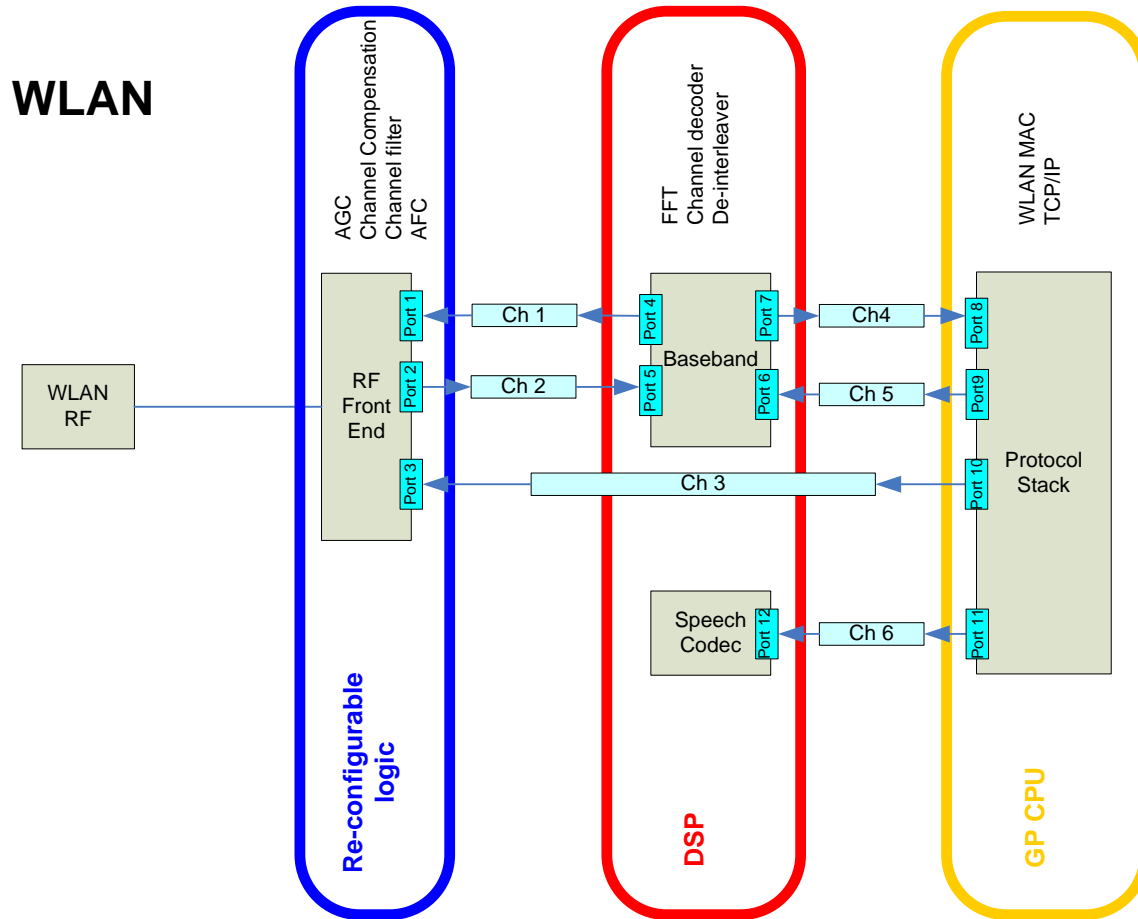 WLAN
AGC
Channel Compensation
Channel filter
AFC
FFT
Channel decoder
De-interleaver
WLAN MAC
TCP/IP
WLAN
RF
RF
Front
End
Port 1
Port 2
Port 3
Ch 1
Ch 2
Ch 3
Port 4
Port 5
Baseband
Port 7
Port 6
Ch4
Ch 5
Port 8
Port9
Port 10
Port 11
Protocol
Stack
Speech
Codec
Port 12
Ch 6
Re-configurable
logic
DSP
GP CPU